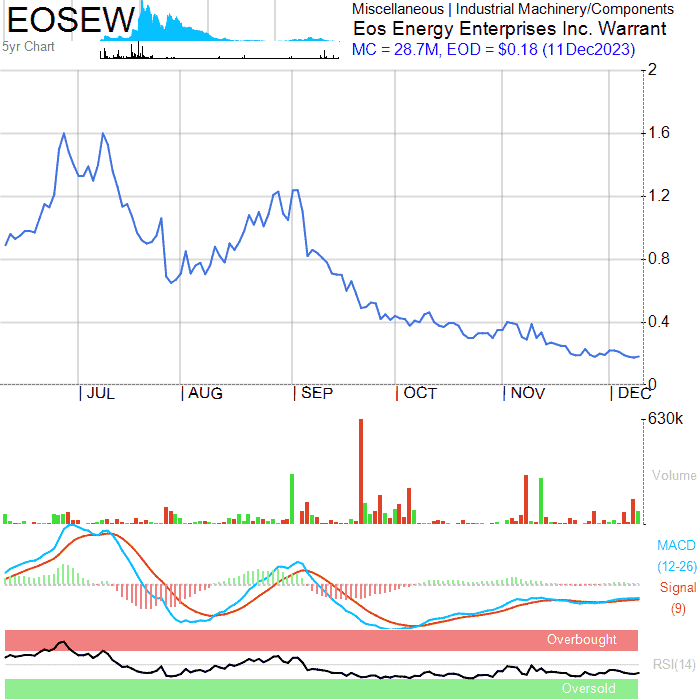 EOSEW
Miscellaneous | Industrial Machinery/Components
Eos Energy Enterprises Inc. Warrant
5yr Chart
MC = 28.7M, EOD = $0.18 (11Dec2023)
2
1.6
1.2
0.8
0.4
0
JUL
AUG
SEP
OCT
NOV
DEC
630k
Volume
MACD
(12-26)
Signal
(9)
Overbought
RSI(14)
Oversold